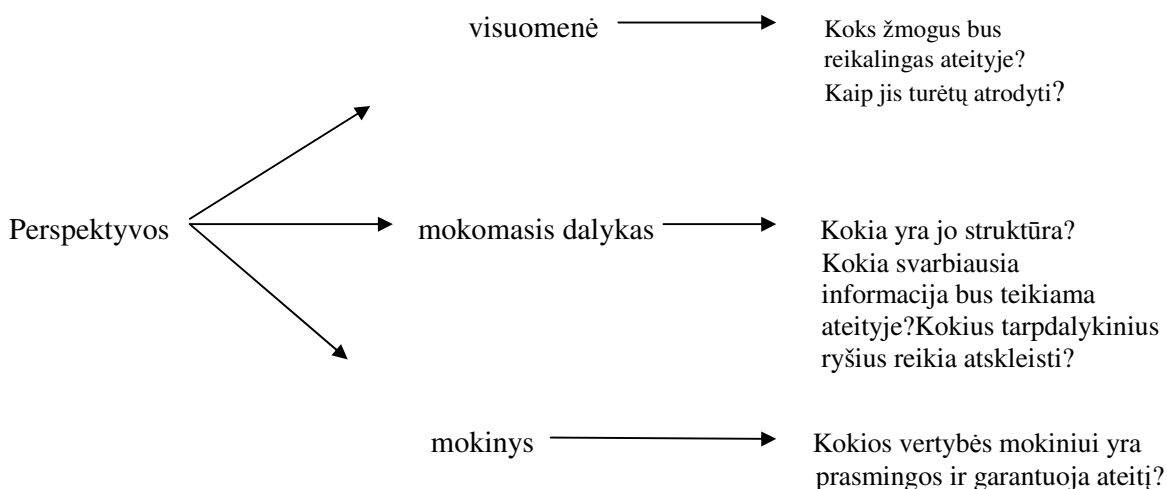 visuomenė
Koks žmogus bus
reikalingas ateityje?
Kaip jis turėtų atrodyti?
Perspektyvos
mokomasis dalykas
Kokia yra jo struktūra?
Kokia svarbiausia
informacija bus teikiama
ateityje?Kokius tarpdalykinius
ryšius reikia atskleisti?
mokinys
Kokios vertybės mokiniui yra
prasmingos ir garantuoja ateitį?